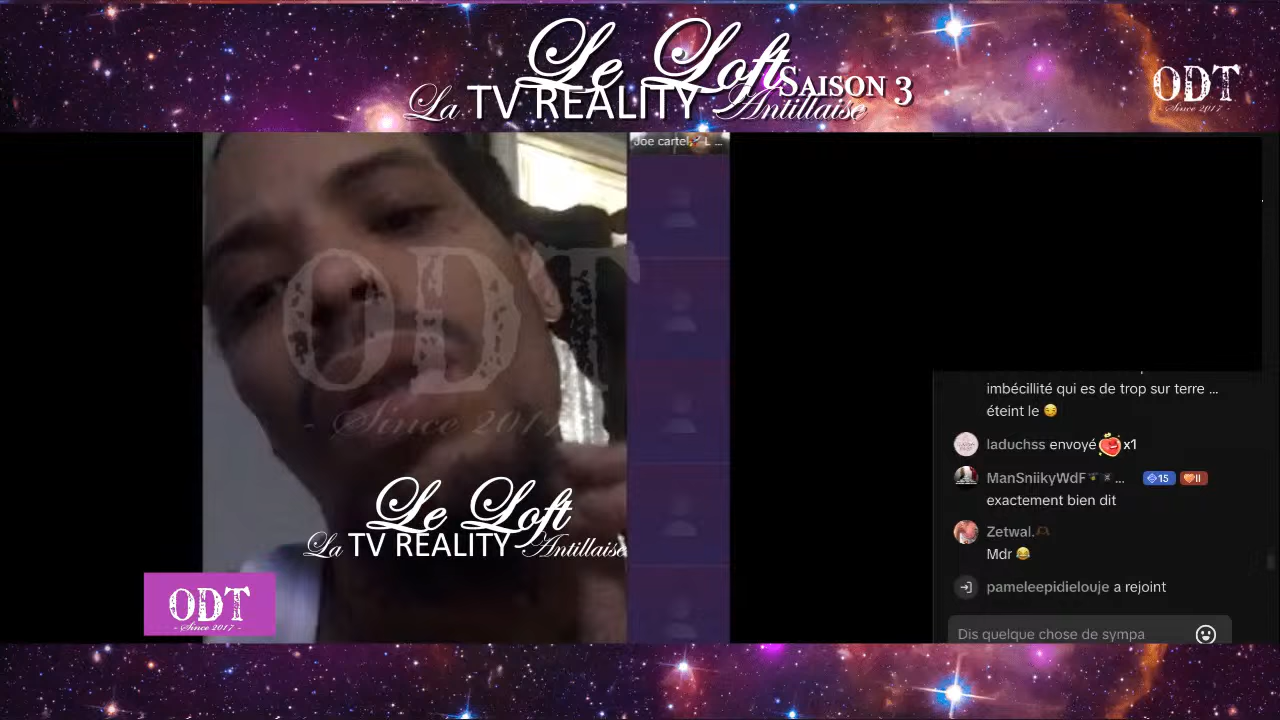 Le Loft Saison 3
La TV REALITY Antillaise
ODT
- Since 2017 -
Joe cartel L ...
ODT
- Since 2017 -
Le Loft
La TV REALITY Antillaise
ODT
- Since 2017 -
imbécillité qui es de trop sur terre ...
éteint le 😏
laduchss envoyé x1
ManSniikyWdF ... 15 II
exactement bien dit
Zetwal.
Mdr 😂
pameleepidielouje a rejoint
Dis quelque chose de sympa